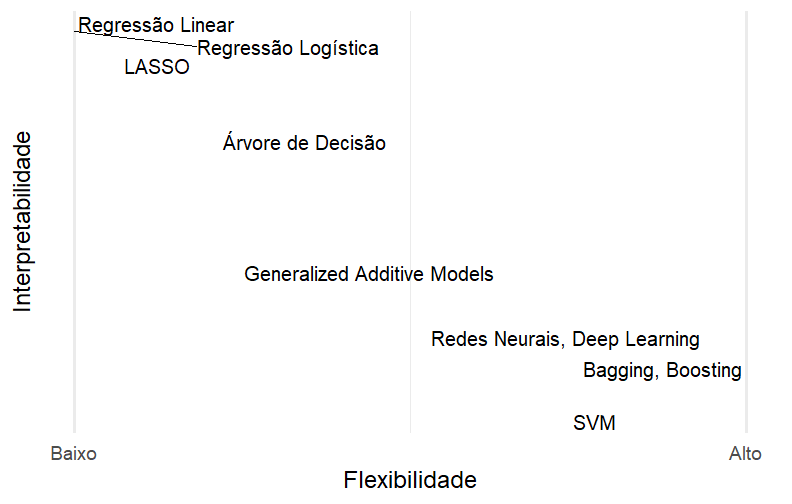 Regressão Linear
Regressão Logística
LASSO
Árvore de Decisão
Interpretabilidade
Generalized Additive Models
Redes Neurais, Deep Learning
Bagging, Boosting
SVM
Baixo
Alto
Flexibilidade